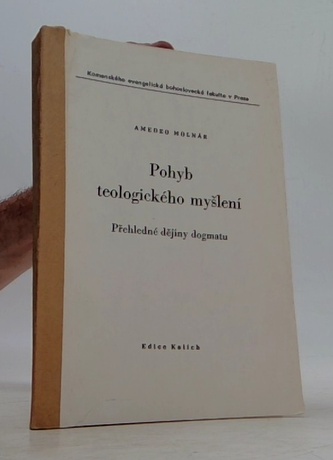 Komenského evangelická bohoslovecká fakulta v Praze
AMEDEO MOLNÁR
Pohyb
teologického myšlení
Přehledné dějiny dogmatu
Edice Kalich